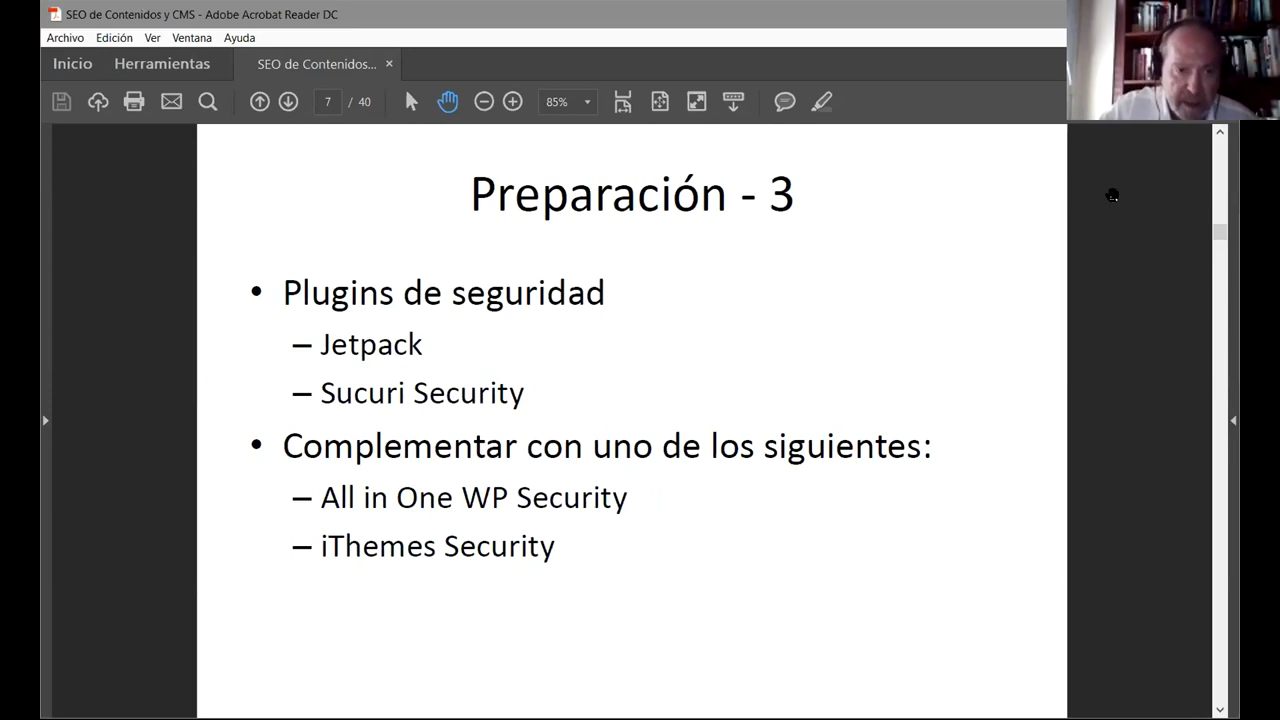 SEO de Contenidos y CMS - Adobe Acrobat Reader DC
Archivo Edición Ver Ventana Ayuda
Inicio Herramientas SEO de Contenidos... ×
7 / 40 85%
Preparación - 3
• Plugins de seguridad
– Jetpack
– Sucuri Security
• Complementar con uno de los siguientes:
– All in One WP Security
– iThemes Security